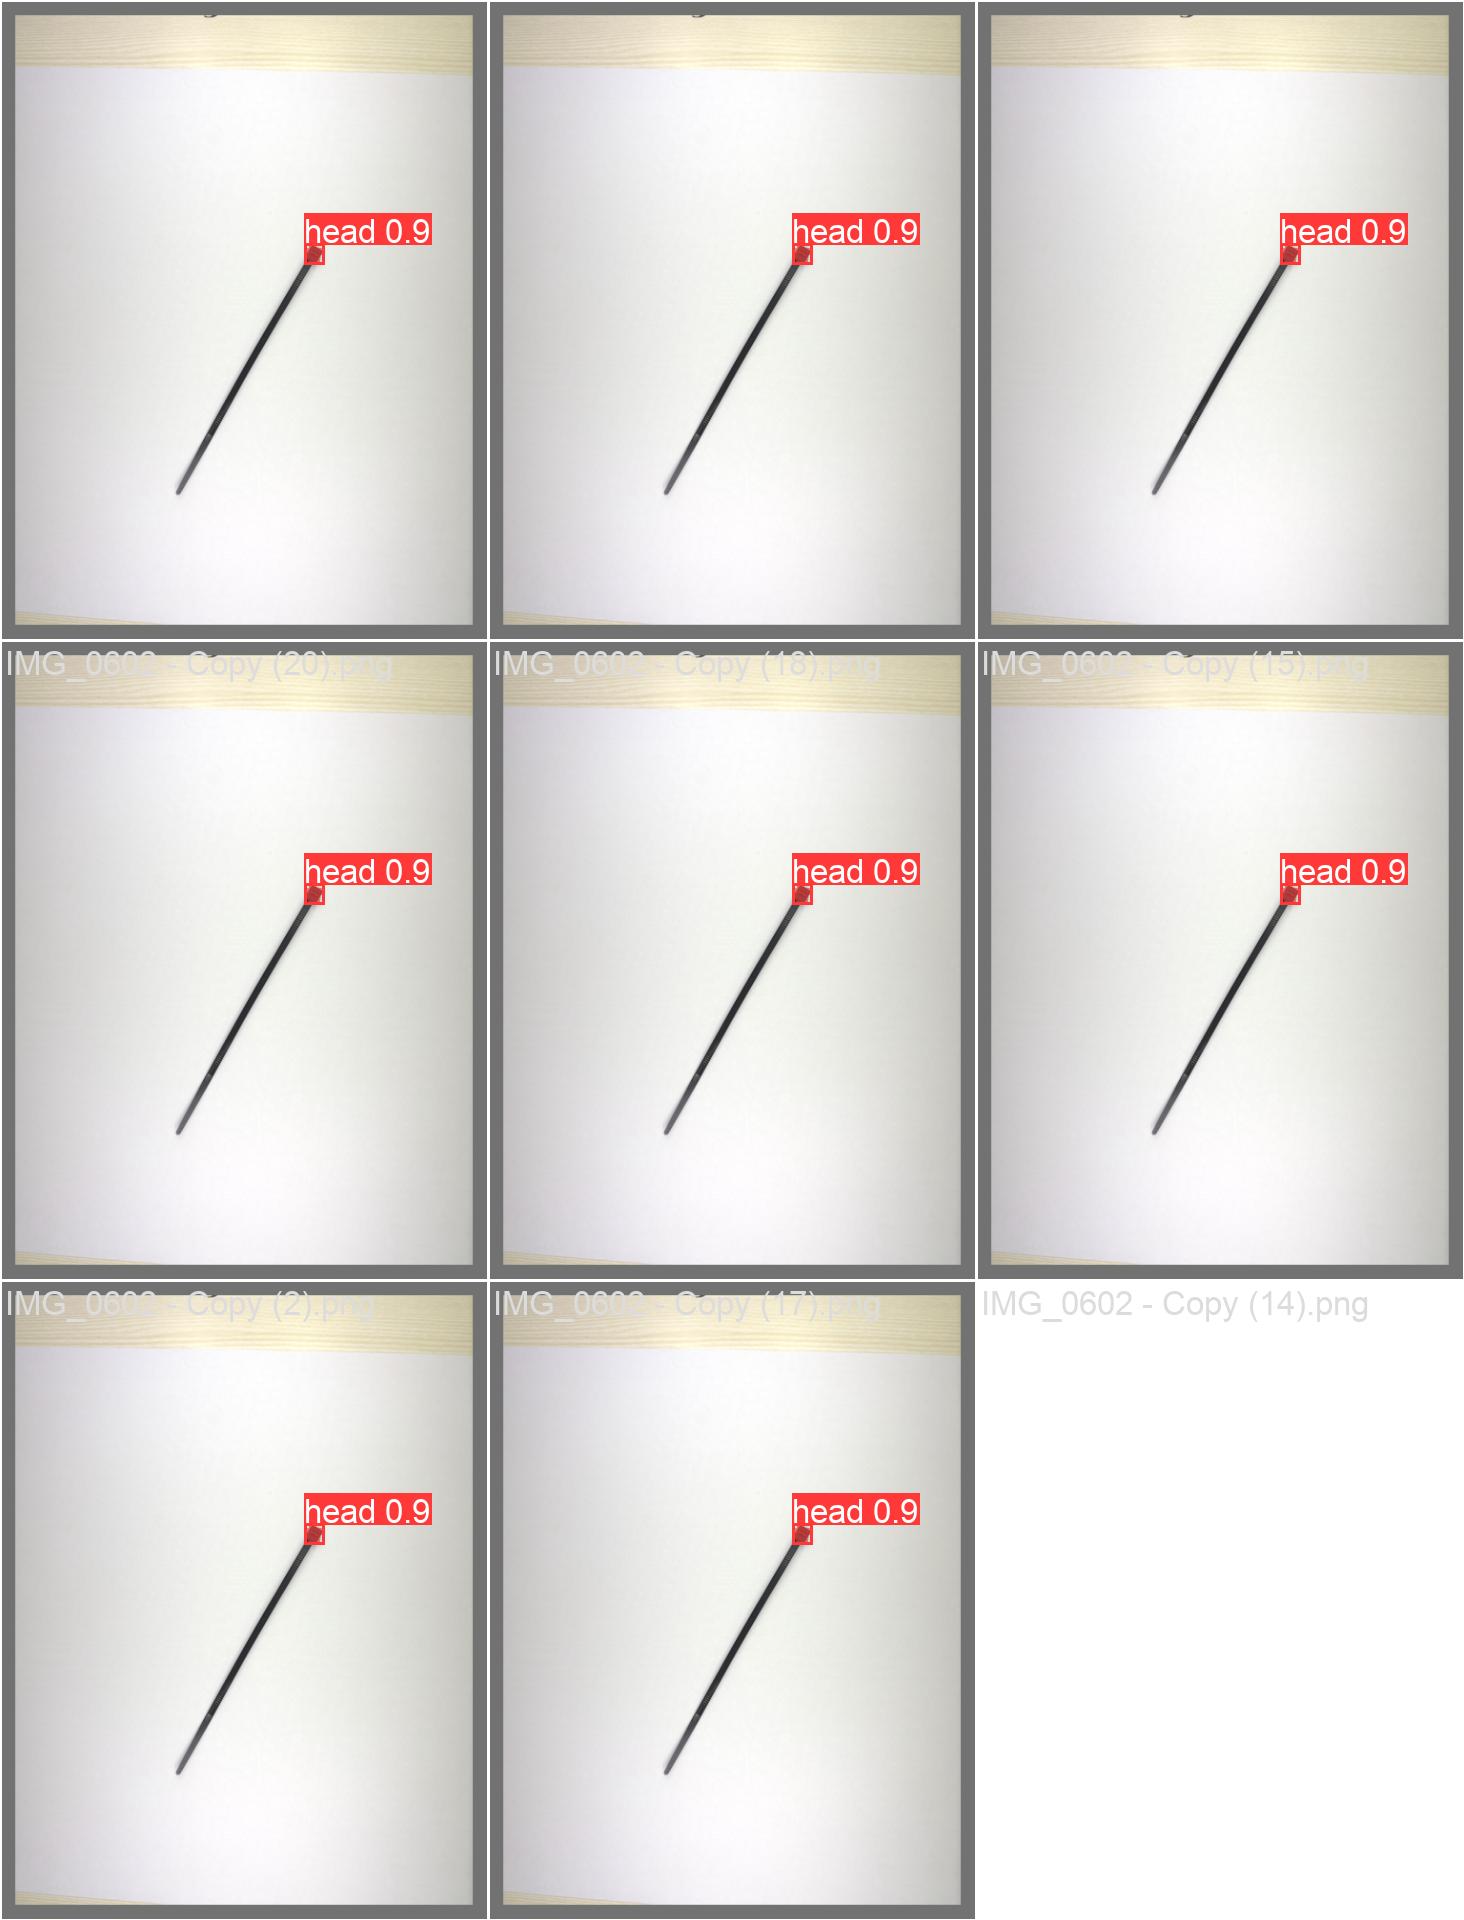 head 0.9
head 0.9
head 0.9
IMG_0602 - Copy (20).png
IMG_0602 - Copy (18).png
IMG_0602 - Copy (15).png
head 0.9
head 0.9
head 0.9
IMG_0602 - Copy (2).png
IMG_0602 - Copy (17).png
IMG_0602 - Copy (14).png
head 0.9
head 0.9